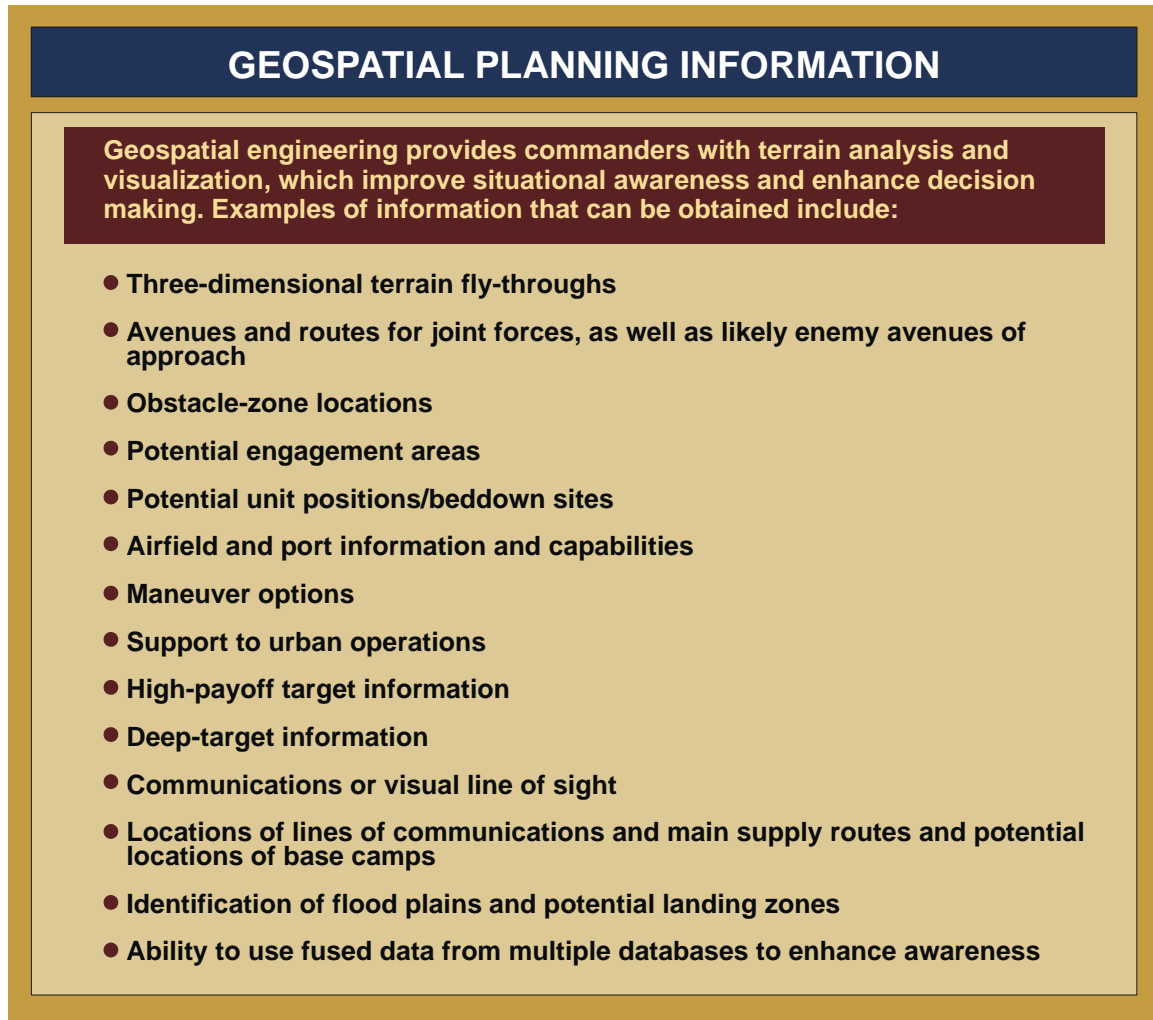 GEOSPATIAL PLANNING INFORMATION
Geospatial engineering provides commanders with terrain analysis and
visualization, which improve situational awareness and enhance decision
making. Examples of information that can be obtained include:
● Three-dimensional terrain fly-throughs
● Avenues and routes for joint forces, as well as likely enemy avenues of
approach
● Obstacle-zone locations
● Potential engagement areas
● Potential unit positions/beddown sites
● Airfield and port information and capabilities
● Maneuver options
● Support to urban operations
● High-payoff target information
● Deep-target information
● Communications or visual line of sight
● Locations of lines of communications and main supply routes and potential
locations of base camps
● Identification of flood plains and potential landing zones
● Ability to use fused data from multiple databases to enhance awareness